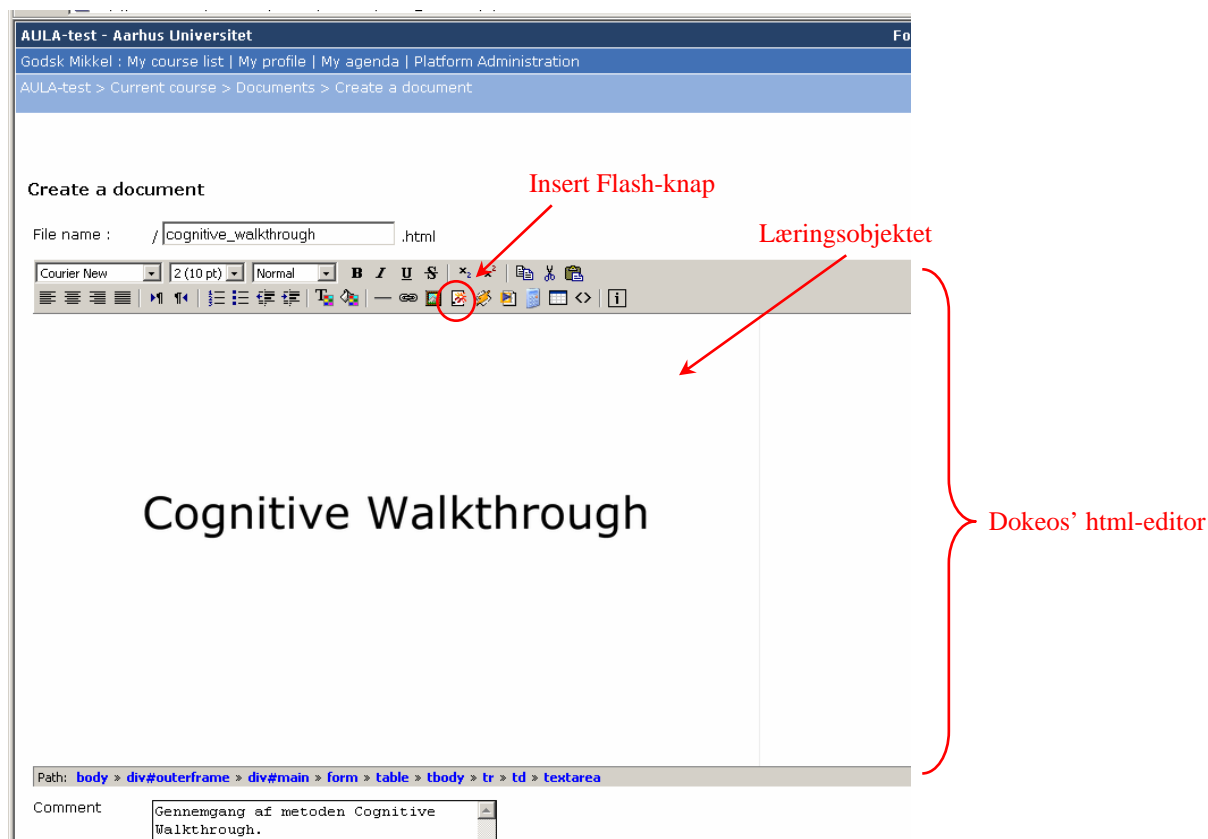 AULA-test - Aarhus Universitet Fo
Godsk Mikkel : My course list | My profile | My agenda | Platform Administration
AULA-test > Current course > Documents > Create a document
Create a document
Insert Flash-knap
File name : / cognitive_walkthrough .html
Læringsobjektet
Courier New 2 (10 pt) Normal B I U S x₂ x²
Cognitive Walkthrough
Dokeos’ html-editor
Path: body » div#outerframe » div#main » form » table » tbody » tr » td » textarea
Comment Gennemgang af metoden Cognitive
Walkthrough.